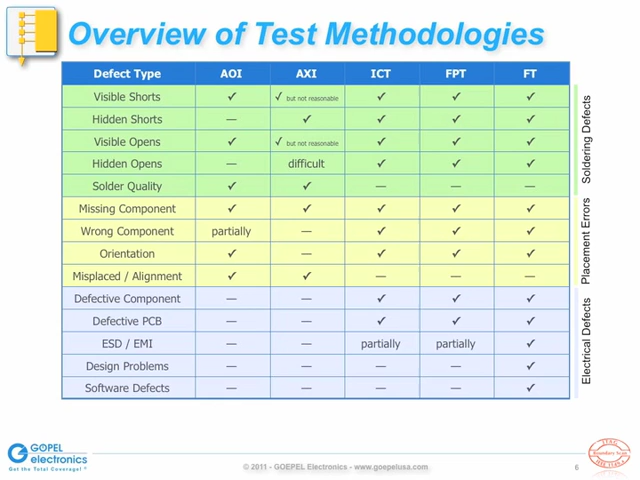 Overview of Test Methodologies
Defect Type AOI AXI ICT FPT FT
Visible Shorts ✓ ✓ but not reasonable ✓ ✓ ✓
Hidden Shorts — ✓ ✓ ✓ ✓
Visible Opens ✓ ✓ but not reasonable ✓ ✓ ✓
Hidden Opens — difficult ✓ ✓ ✓
Solder Quality ✓ ✓ — — —
Missing Component ✓ ✓ ✓ ✓ ✓
Wrong Component partially — ✓ ✓ ✓
Orientation ✓ — ✓ ✓ ✓
Misplaced / Alignment ✓ ✓ — — —
Defective Component — — ✓ ✓ ✓
Defective PCB — — ✓ ✓ ✓
ESD / EMI — — partially partially ✓
Design Problems — — — — ✓
Software Defects — — — — ✓
Soldering Defects
Placement Errors
Electrical Defects
GOPEL
electronics
Get the Total Coverage!
© 2011 - GOEPEL Electronics - www.goepelusa.com
6
Boundary Scan